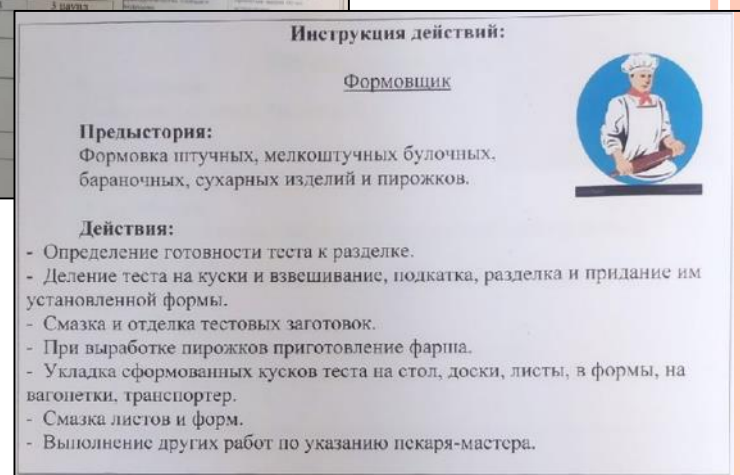 3 раунд
Инструкция действий:
Формовщик
Предыстория:
Формовка штучных, мелкоштучных булочных,
бараночных, сухарных изделий и пирожков.
Действия:
- Определение готовности теста к разделке.
- Деление теста на куски и взвешивание, подкатка, разделка и придание им
установленной формы.
- Смазка и отделка тестовых заготовок.
- При выработке пирожков приготовление фарша.
- Укладка сформованных кусков теста на стол, доски, листы, в формы, на
вагонетки, транспортер.
- Смазка листов и форм.
- Выполнение других работ по указанию пекаря-мастера.